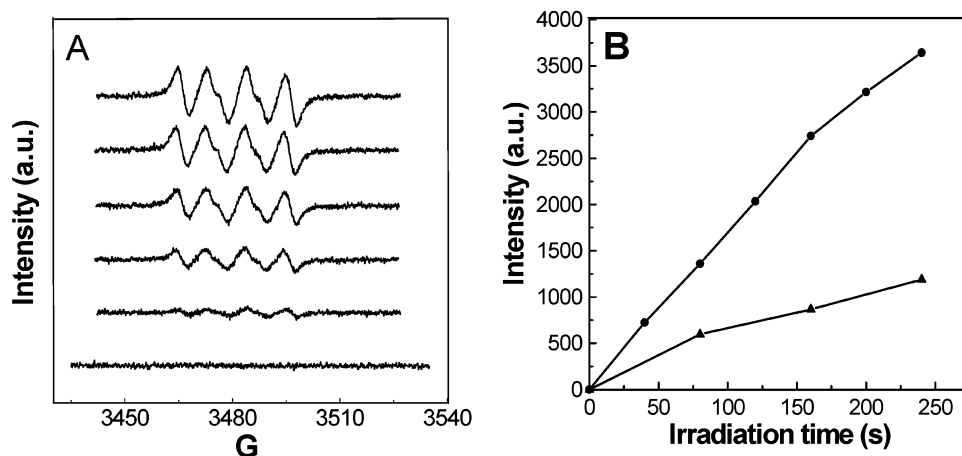 A
Intensity (a.u.)
3450 3480 3510 3540
G
B
Intensity (a.u.)
4000
3500
3000
2500
2000
1500
1000
500
0
0 50 100 150 200 250
Irradiation time (s)